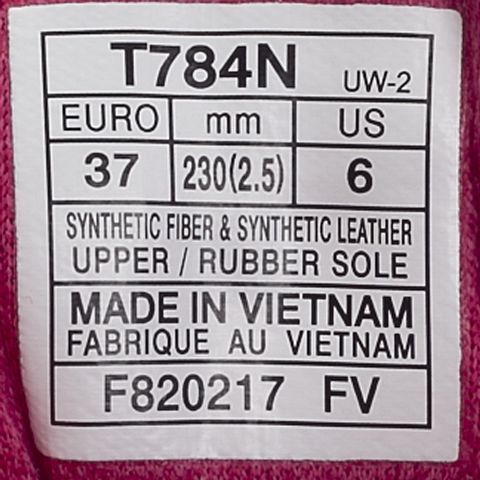 T784N UW-2
EURO mm US
37 230(2.5) 6
SYNTHETIC FIBER & SYNTHETIC LEATHER
UPPER / RUBBER SOLE
MADE IN VIETNAM
FABRIQUE AU VIETNAM
F820217 FV